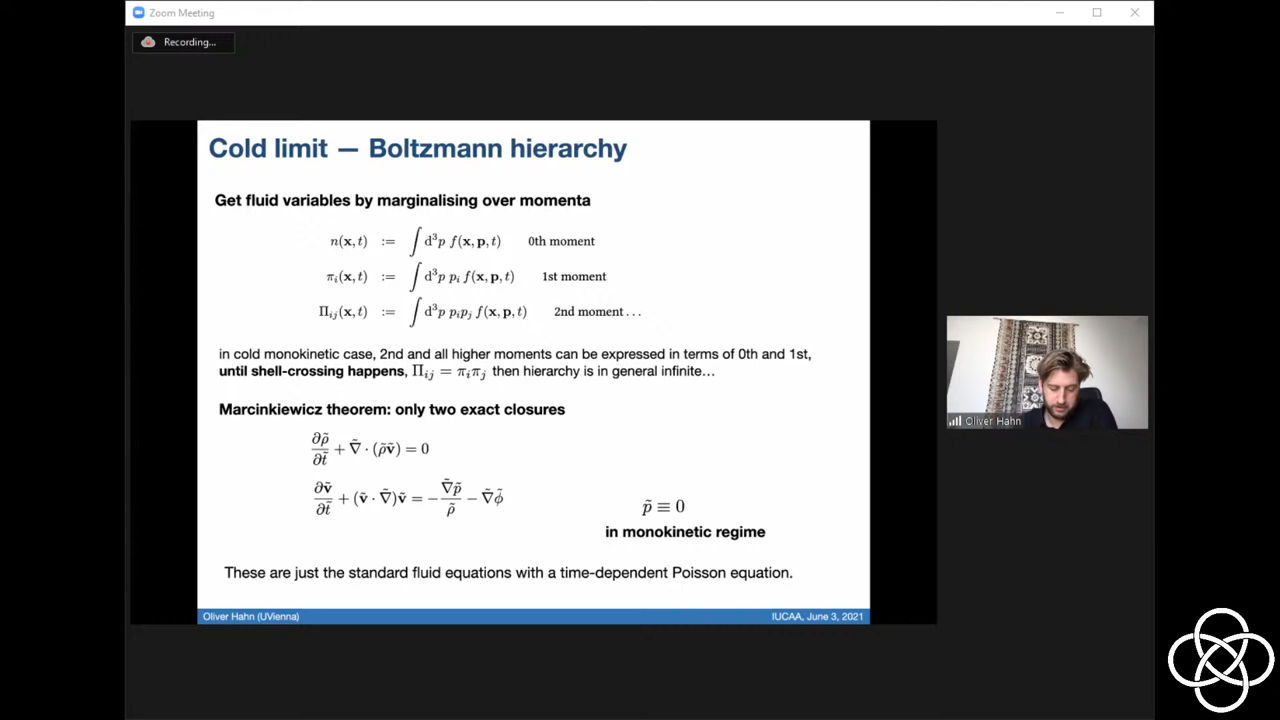 Zoom Meeting
Recording...
Cold limit — Boltzmann hierarchy
Get fluid variables by marginalising over momenta
n(x, t) := ∫ d³p f(x, p, t) 0th moment
π_i(x, t) := ∫ d³p p_i f(x, p, t) 1st moment
Π_ij(x, t) := ∫ d³p p_i p_j f(x, p, t) 2nd moment . . .
in cold monokinetic case, 2nd and all higher moments can be expressed in terms of 0th and 1st,
until shell-crossing happens, Π_ij = π_i π_j then hierarchy is in general infinite…
Marcinkiewicz theorem: only two exact closures
∂ρ̃/∂t̃ + ∇̃ · (ρ̃ṽ) = 0
∂ṽ/∂t̃ + (ṽ · ∇̃)ṽ = −∇̃p̃/ρ̃ − ∇̃ϕ̃
p̃ ≡ 0
in monokinetic regime
These are just the standard fluid equations with a time-dependent Poisson equation.
Oliver Hahn (UVienna) IUCAA, June 3, 2021
Oliver Hahn